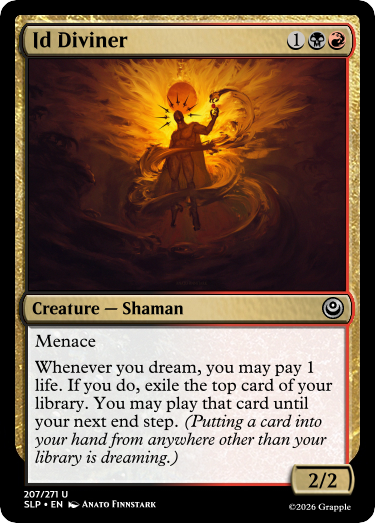 Id Diviner 1
Creature — Shaman
Menace
Whenever you dream, you may pay 1
life. If you do, exile the top card of your
library. You may play that card until
your next end step. (Putting a card into
your hand from anywhere other than your
library is dreaming.)
2/2
207/271 U
SLP • EN Anato Finnstark
©2026 Grapple